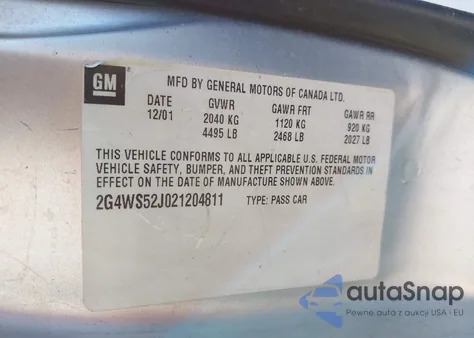 GM
MFD BY GENERAL MOTORS OF CANADA LTD.
DATE GVWR GAWR FRT GAWR RR
12/01 2040 KG 1120 KG 920 KG
4495 LB 2468 LB 2027 LB
THIS VEHICLE CONFORMS TO ALL APPLICABLE U.S. FEDERAL MOTOR
VEHICLE SAFETY, BUMPER, AND THEFT PREVENTION STANDARDS IN
EFFECT ON THE DATE OF MANUFACTURE SHOWN ABOVE.
2G4WS52J021204811 TYPE: PASS CAR
autoSnap
Pewne auta z USA i EU